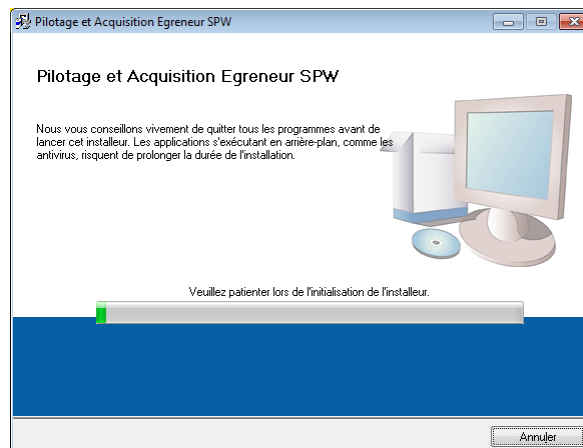 Pilotage et Acquisition Egreneur SPW
Pilotage et Acquisition Egreneur SPW
Nous vous conseillons vivement de quitter tous les programmes avant de
lancer cet installeur. Les applications s'exécutant en arrière-plan, comme les
antivirus, risquent de prolonger la durée de l'installation.
Veuillez patienter lors de l'initialisation de l'installeur.
Annuler